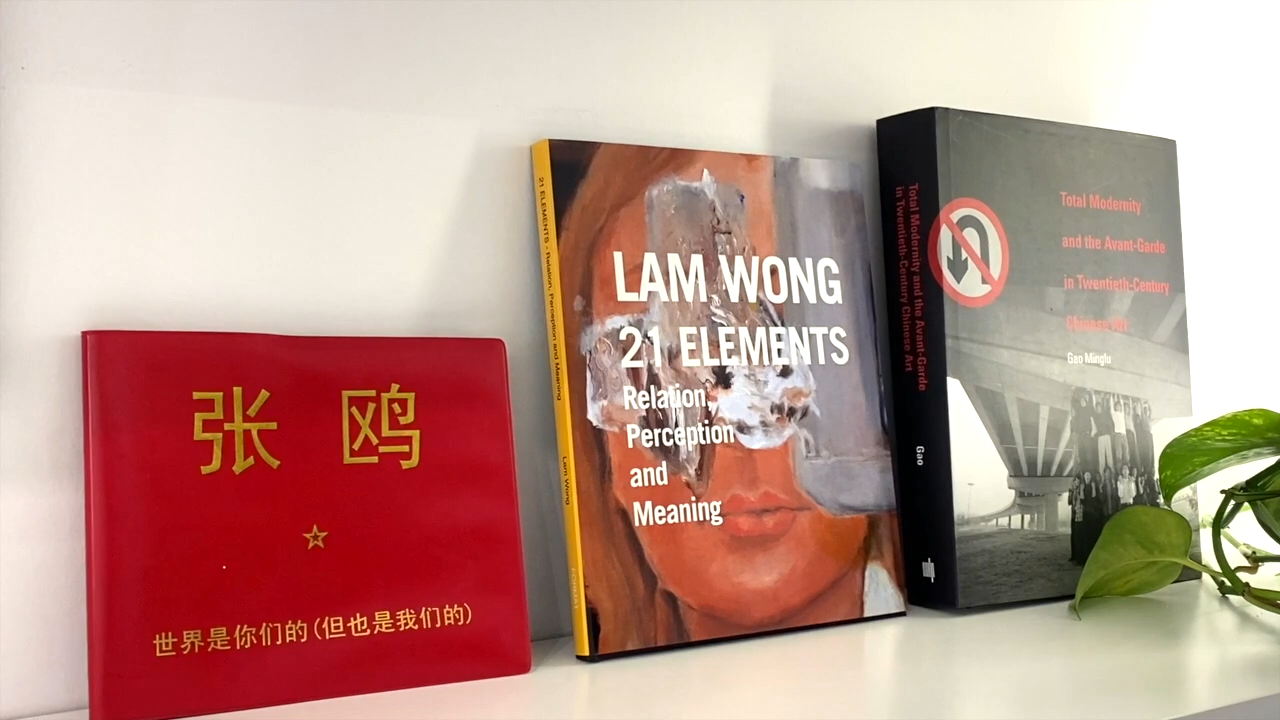 张 鸥
世界是你们的(但也是我们的)
21 ELEMENTS - Relation, Perception and Meaning
Lam Wong
LAM WONG
21 ELEMENTS
Relation,
Perception
and
Meaning
Total Modernity and the Avant-Garde
in Twentieth-Century Chinese Art
Gao
Total Modernity
and the Avant-Garde
in Twentieth-Century
Chinese Art
Gao Minglu